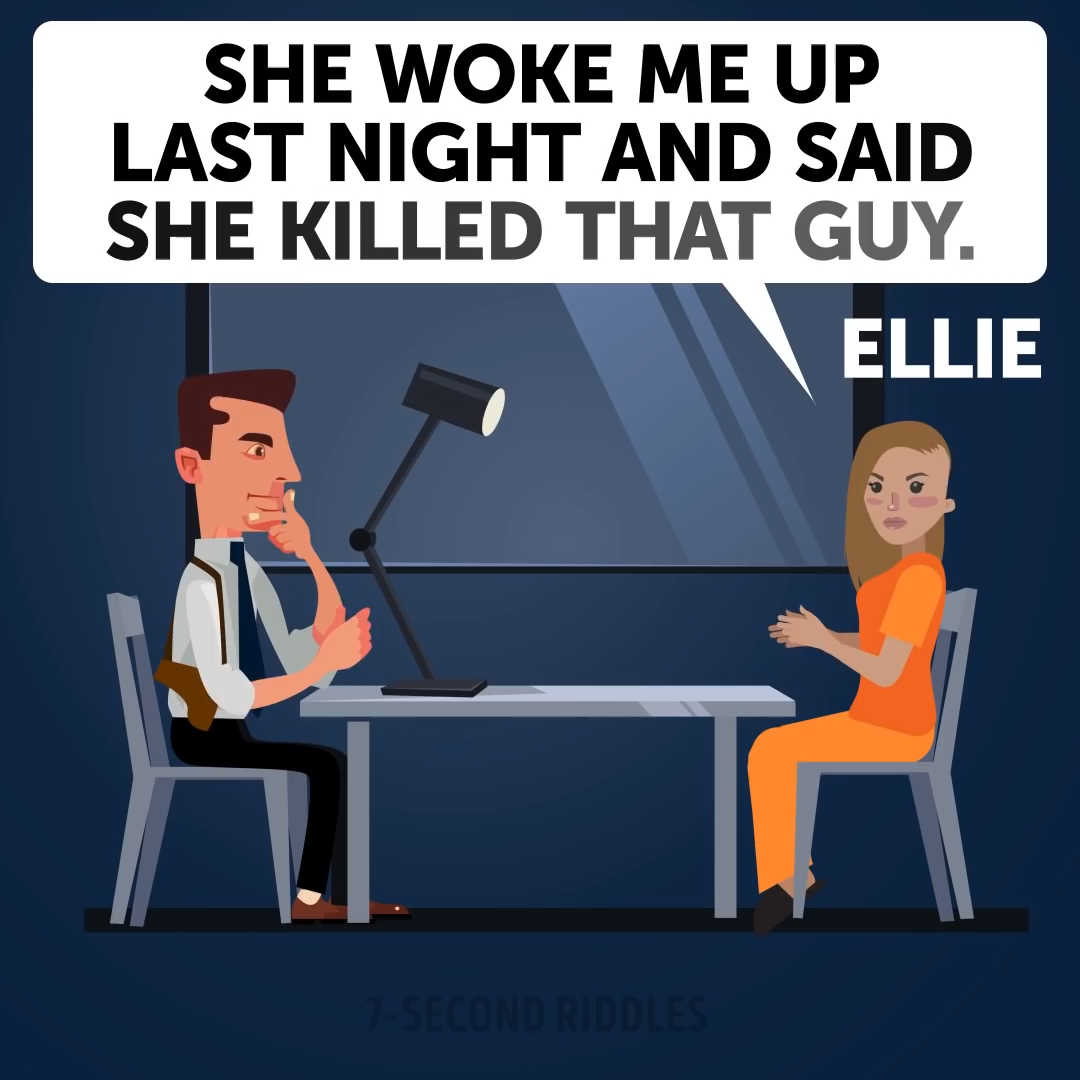 SHE WOKE ME UP
LAST NIGHT AND SAID
SHE KILLED THAT GUY.
ELLIE
7-SECOND RIDDLES